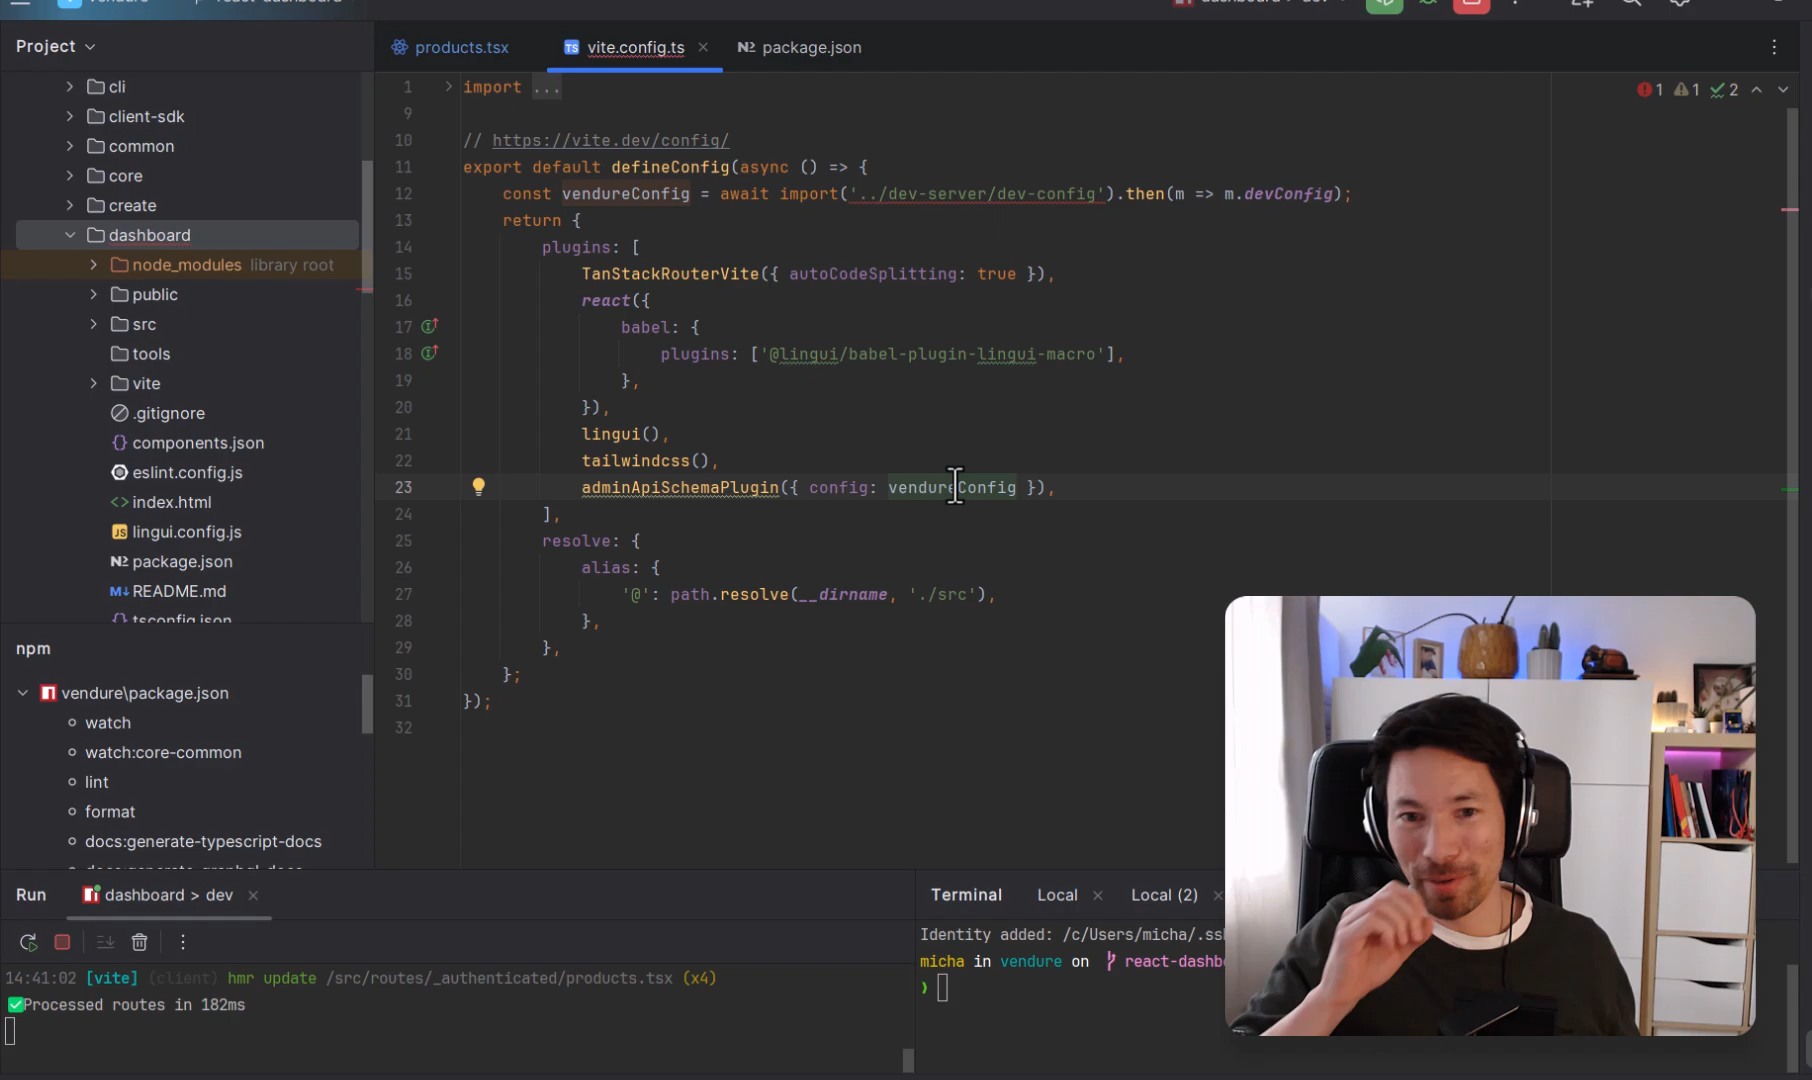 Project
products.tsx
vite.config.ts
package.json
cli
client-sdk
common
core
create
dashboard
node_modules library root
public
src
tools
vite
.gitignore
components.json
eslint.config.js
index.html
lingui.config.js
package.json
README.md
tsconfig.json
1 import ...
9
10 // https://vite.dev/config/
11 export default defineConfig(async () => {
12 const vendureConfig = await import('../dev-server/dev-config').then(m => m.devConfig);
13 return {
14 plugins: [
15 TanStackRouterVite({ autoCodeSplitting: true }),
16 react({
17 babel: {
18 plugins: ['@lingui/babel-plugin-lingui-macro'],
19 },
20 }),
21 lingui(),
22 tailwindcss(),
23 adminApiSchemaPlugin({ config: vendureConfig }),
24 ],
25 resolve: {
26 alias: {
27 '@': path.resolve(__dirname, './src'),
28 },
29 },
30 };
31 });
32
1 1 2
npm
vendure\package.json
watch
watch:core-common
lint
format
docs:generate-typescript-docs
Run
dashboard > dev
14:41:02 [vite] (client) hmr update /src/routes/_authenticated/products.tsx (x4)
Processed routes in 182ms
Terminal
Local
Local (2)
Identity added: /c/Users/micha/.ssh
micha in vendure on react-dashbo